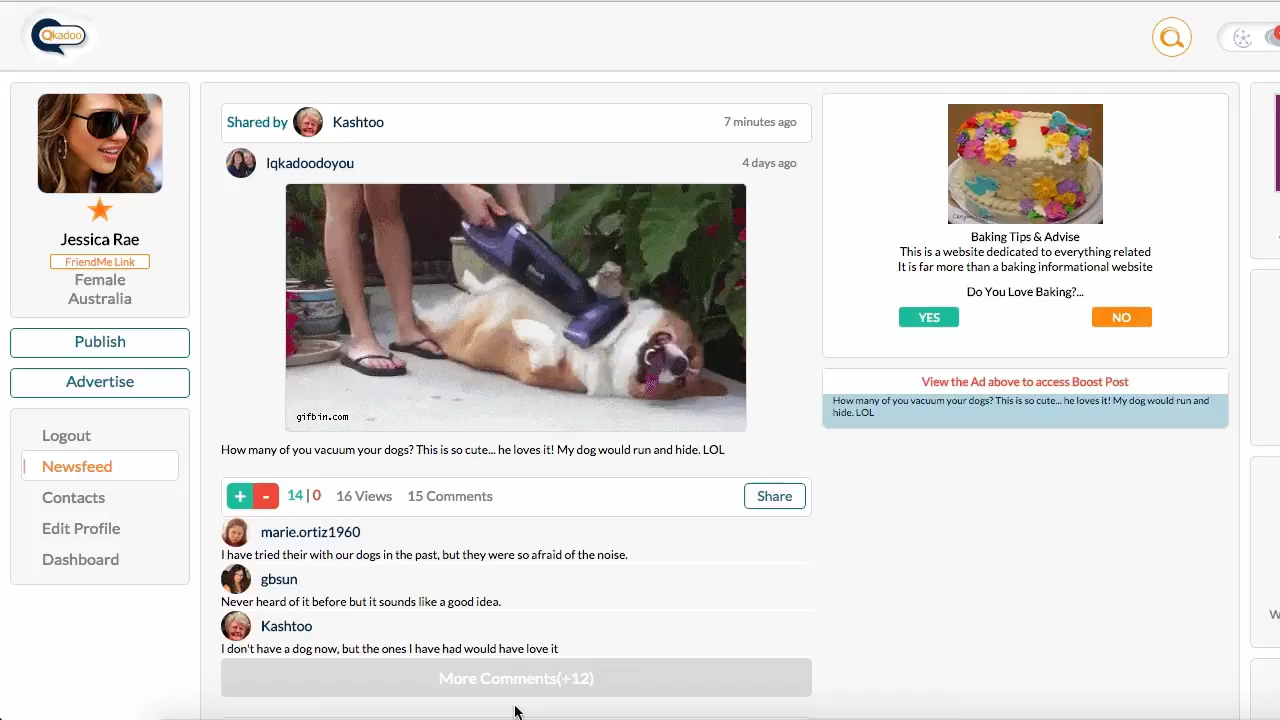 Qkadoo
Jessica Rae
FriendMe Link
Female
Australia
Publish
Advertise
Logout
Newsfeed
Contacts
Edit Profile
Dashboard
Shared by Kashtoo 7 minutes ago
Iqkadoodoyou 4 days ago
gifbin.com
How many of you vacuum your dogs? This is so cute... he loves it! My dog would run and hide. LOL
+ - 14|0 16 Views 15 Comments Share
marie.ortiz1960
I have tried their with our dogs in the past, but they were so afraid of the noise.
gbsun
Never heard of it before but it sounds like a good idea.
Kashtoo
I don't have a dog now, but the ones I have had would have love it
More Comments(+12)
Baking Tips & Advise
This is a website dedicated to everything related
It is far more than a baking informational website
Do You Love Baking?...
YES NO
View the Ad above to access Boost Post
How many of you vacuum your dogs? This is so cute... he loves it! My dog would run and
hide. LOL
W